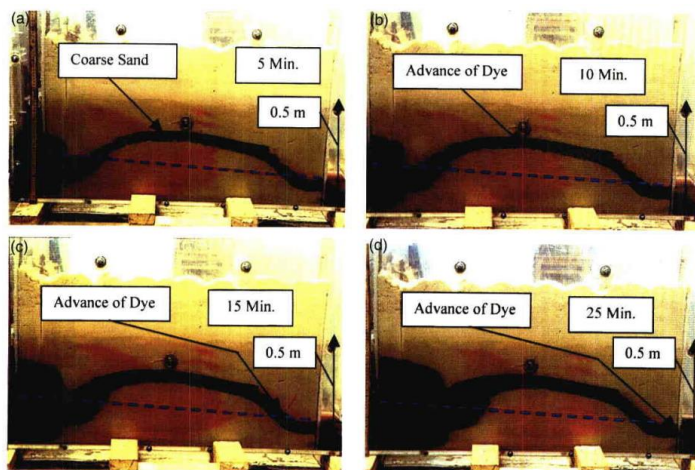 (a)
Coarse Sand
5 Min.
0.5 m
(b)
Advance of Dye
10 Min.
0.5 m
(c)
Advance of Dye
15 Min.
0.5 m
(d)
Advance of Dye
25 Min.
0.5 m